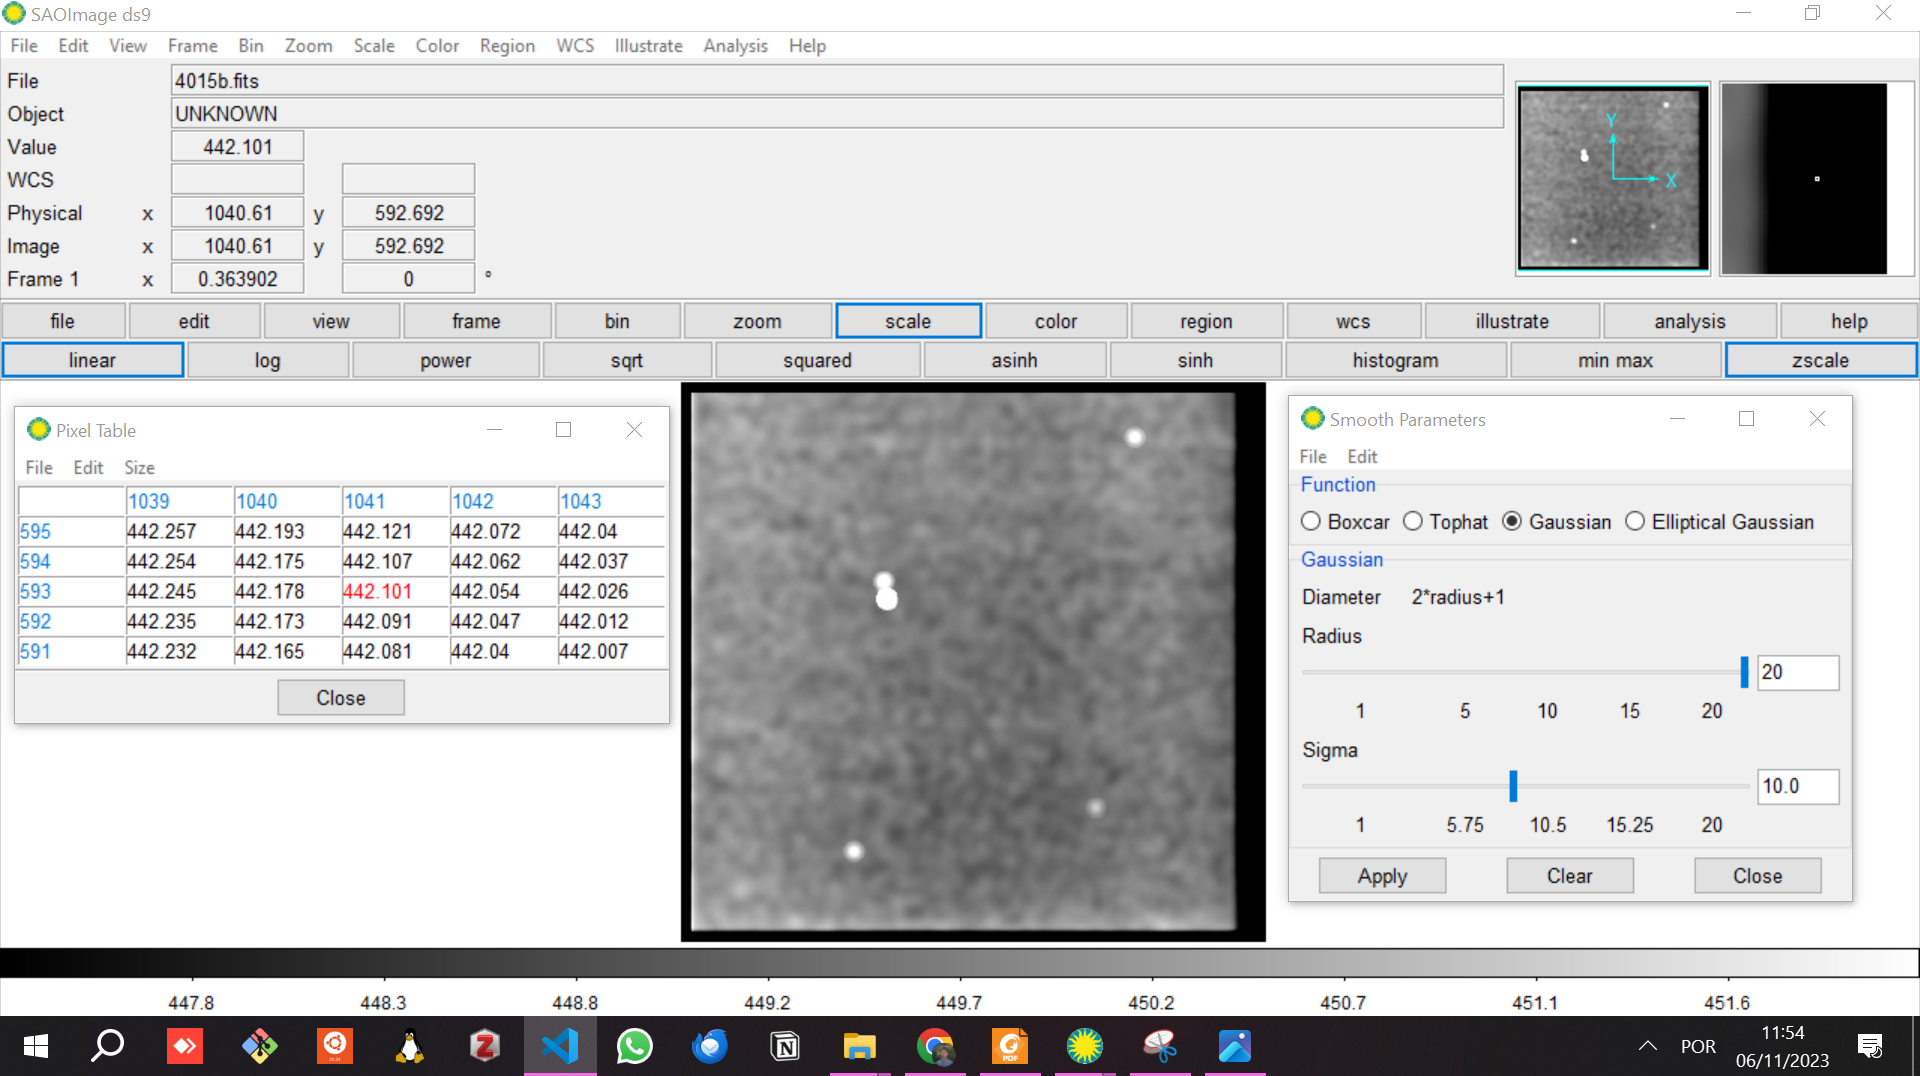 SAOImage ds9
File Edit View Frame Bin Zoom Scale Color Region WCS Illustrate Analysis Help
File 4015b.fits
Object UNKNOWN
Value 442.101
WCS
Physical x 1040.61 y 592.692
Image x 1040.61 y 592.692
Frame 1 x 0.363902 0 °
Y
X
file edit view frame bin zoom scale color region wcs illustrate analysis help
linear log power sqrt squared asinh sinh histogram min max zscale
Pixel Table
File Edit Size
1039 1040 1041 1042 1043
595 442.257 442.193 442.121 442.072 442.04
594 442.254 442.175 442.107 442.062 442.037
593 442.245 442.178 442.101 442.054 442.026
592 442.235 442.173 442.091 442.047 442.012
591 442.232 442.165 442.081 442.04 442.007
Close
Smooth Parameters
File Edit
Function
Boxcar Tophat Gaussian Elliptical Gaussian
Gaussian
Diameter 2*radius+1
Radius
20
1 5 10 15 20
Sigma
10.0
1 5.75 10.5 15.25 20
Apply Clear Close
447.8 448.3 448.8 449.2 449.7 450.2 450.7 451.1 451.6
PDF
POR
11:54
06/11/2023